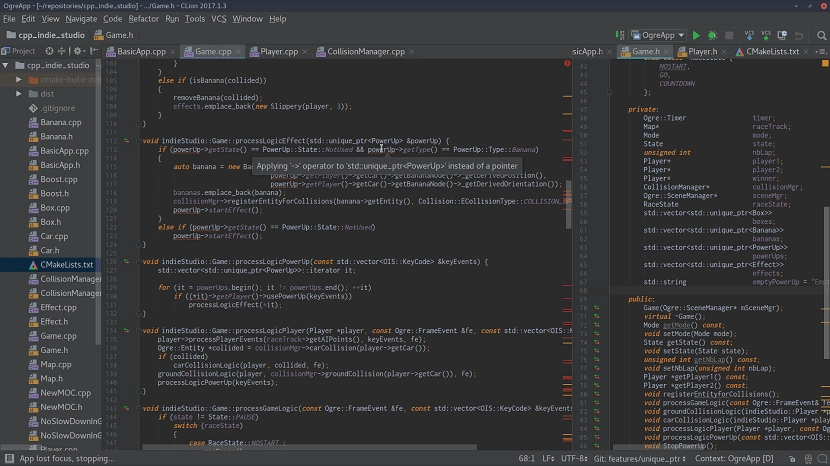 OgreApp - [~/repositories/cpp_indie_studio] - .../Game.h - CLion 2017.1.3
File Edit View Navigate Code Refactor Run Tools VCS Window Help
cpp_indie_studio Game.h
OgreApp
Project
BasicApp.cpp Game.cpp Player.cpp CollisionManager.cpp
sicApp.h Game.h Player.h CMakeLists.txt
cpp_indie_studio
dist
.gitignore
Banana.cpp
Banana.h
BasicApp.cpp
BasicApp.h
Boost.cpp
Boost.h
Box.cpp
Box.h
Car.cpp
Car.h
CMakeLists.txt
CollisionManager
CollisionManager
Effect.cpp
Effect.h
Game.cpp
Game.h
Map.cpp
Map.h
NewMOC.cpp
NewMOC.h
NoSlowDownInG
NoSlowDownInG
Player.cpp
}
else if (isBanana(collided))
{
removeBanana(collided);
effects.emplace_back(new Slippery(player, 3));
}
}
void indieStudio::Game::processLogicEffect(std::unique_ptr<PowerUp> &powerUp) {
if (powerUp->getState() == PowerUp::State::NotUsed && powerUp->getType() == PowerUp::Type::Banana)
{
Applying '->' operator to 'std::unique_ptr<PowerUp>' instead of a pointer
auto banana = new Ba
powerUp->getPlayer()->getCar()->getBananaNode()->_getDerivedPosition(),
powerUp->getPlayer()->getCar()->getBananaNode()->_getDerivedOrientation());
bananas.emplace_back(banana);
collisionMgr->registerEntityForCollisions(banana->getEntity(), Collision::ECollisionType::COLLISION_
powerUp->startEffect();
}
else if (powerUp->getState() == PowerUp::State::NotUsed)
powerUp->startEffect();
}
void indieStudio::Game::processLogicPowerUp(const std::vector<OIS::KeyCode> &keyEvents) {
std::vector<std::unique_ptr<PowerUp>>::iterator it;
for (it = powerUps.begin(); it != powerUps.end(); ++it)
if ((*it)->getPlayer()->usePowerUp(keyEvents))
processLogicEffect(*it);
}
void indieStudio::Game::processLogicPlayer(Player *player, const Ogre::FrameEvent &fe, const std::vector<OIS::K
player->processPlayerEvents(raceTrack->getAIPoints(), keyEvents, fe);
Ogre::Entity *collided = collisionMgr->carCollision(player->getCar());
if (collided)
carCollisionLogic(player, collided, fe);
groundCollisionLogic(player, collisionMgr->groundCollision(player->getCar()), fe);
processLogicPowerUp(keyEvents);
}
void indieStudio::Game::processGameLogic(const Ogre::FrameEvent &fe, const std::vector<OIS::KeyCode> &keyEvents
if (state != State::PAUSE)
switch (raceState)
{
case RaceState::NOSTART :
NOSTART,
GO,
COUNTDOWN
};
private:
Ogre::Timer timer;
Map* raceTrack;
Mode mode;
State state;
unsigned int nbLap;
Player* player1;
Player* player2;
Player* winner;
CollisionManager* collisionMgr;
Ogre::SceneManager* sceneMgr;
RaceState raceState;
std::vector<std::unique_ptr<Box>>
boxes;
std::vector<std::unique_ptr<Banana>>
bananas;
std::vector<std::unique_ptr<PowerUp>>
powerUps;
std::vector<std::unique_ptr<Effect>>
effects;
std::string emptyPowerUp = "Emp
public:
Game(Ogre::SceneManager* mSceneMgr);
virtual ~Game();
Mode getMode() const;
void setMode(Mode mode);
State getState() const;
void setState(State state);
unsigned int getNbLap() const;
void setNbLap(unsigned int nbLap);
Player *getPlayer1() const;
Player *getPlayer2() const;
void registerEntityforCollisions();
void processGameLogic(const Ogre::FrameEvent &fe
void groundCollisionLogic(indieStudio::Player *p
void carCollisionLogic(indieStudio::Player *play
void processLogicPlayer(Player *player, const Og
void processLogicPowerUp(const std::vector<OIS::
void StopPowerUp();
App lost focus, stopping...
68:1 LF÷ UTF-8÷ Git: features/unique_ptr Context: OgreApp [D]